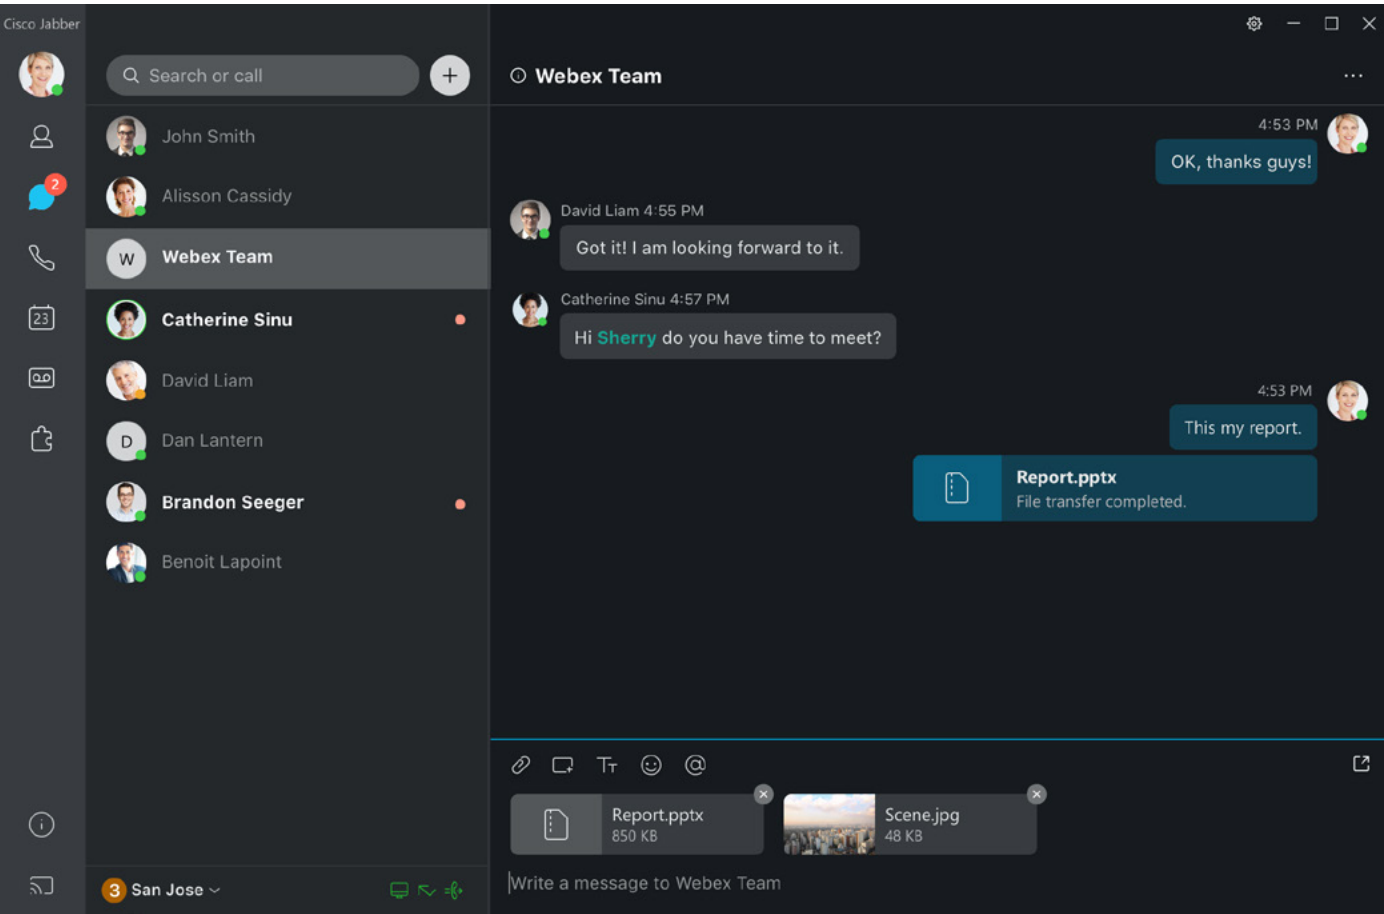 Cisco Jabber
Search or call
2
23
John Smith
Alisson Cassidy
W
Webex Team
Catherine Sinu
David Liam
D
Dan Lantern
Brandon Seeger
Benoit Lapoint
3 San Jose
Webex Team
4:53 PM
OK, thanks guys!
David Liam 4:55 PM
Got it! I am looking forward to it.
Catherine Sinu 4:57 PM
Hi Sherry do you have time to meet?
4:53 PM
This my report.
Report.pptx
File transfer completed.
Report.pptx
850 KB
Scene.jpg
48 KB
Write a message to Webex Team